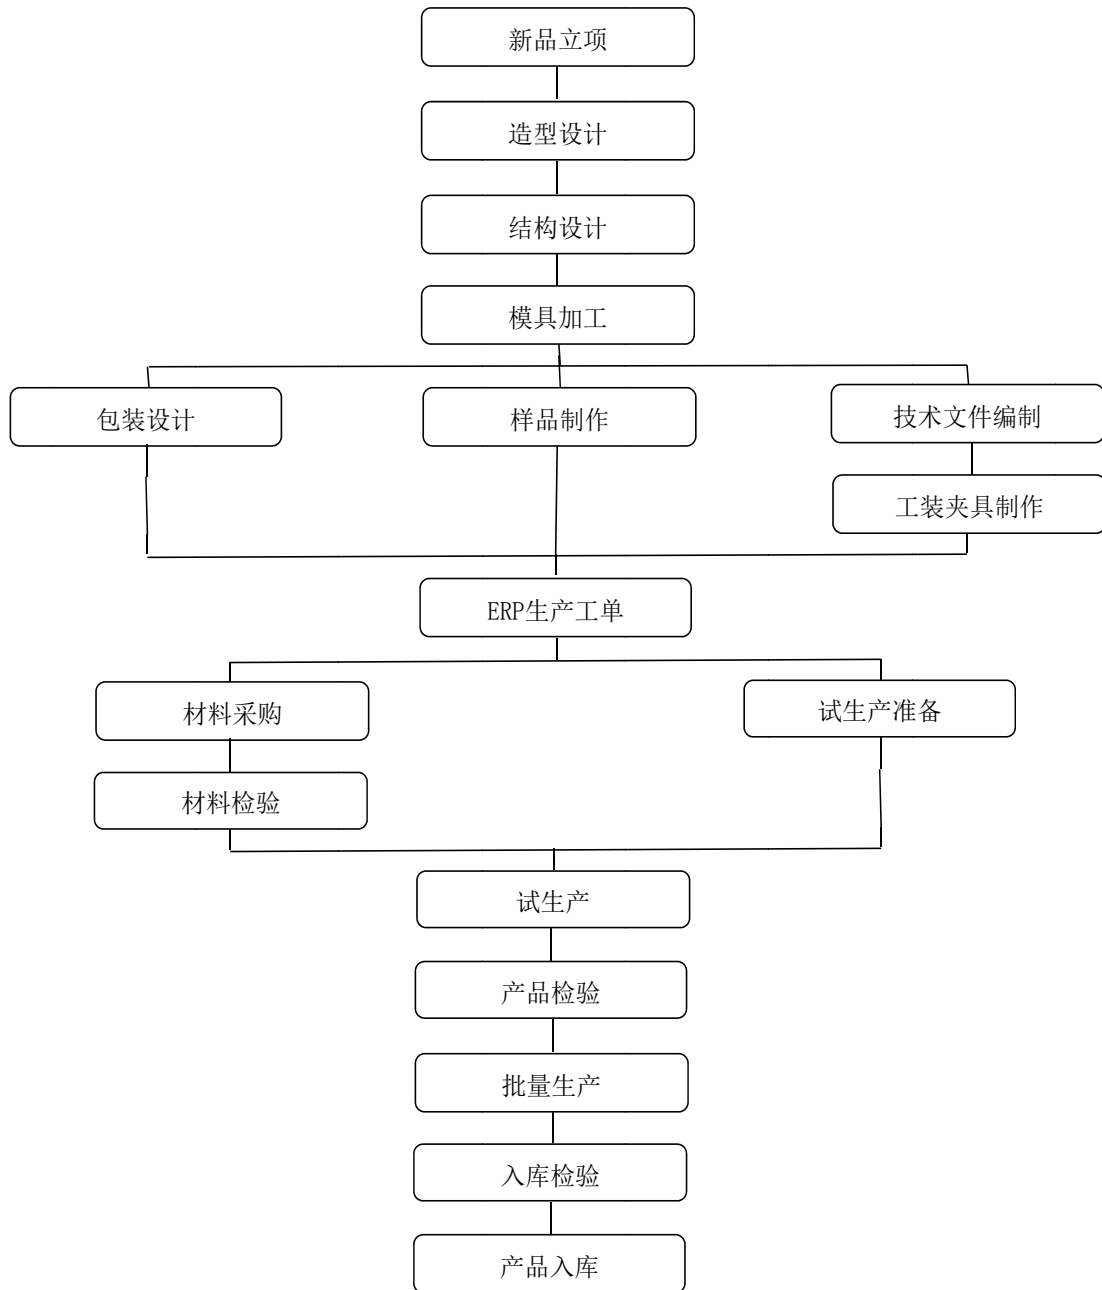 新品立项
造型设计
结构设计
模具加工
包装设计
样品制作
技术文件编制
工装夹具制作
ERP生产工单
材料采购
试生产准备
材料检验
试生产
产品检验
批量生产
入库检验
产品入库